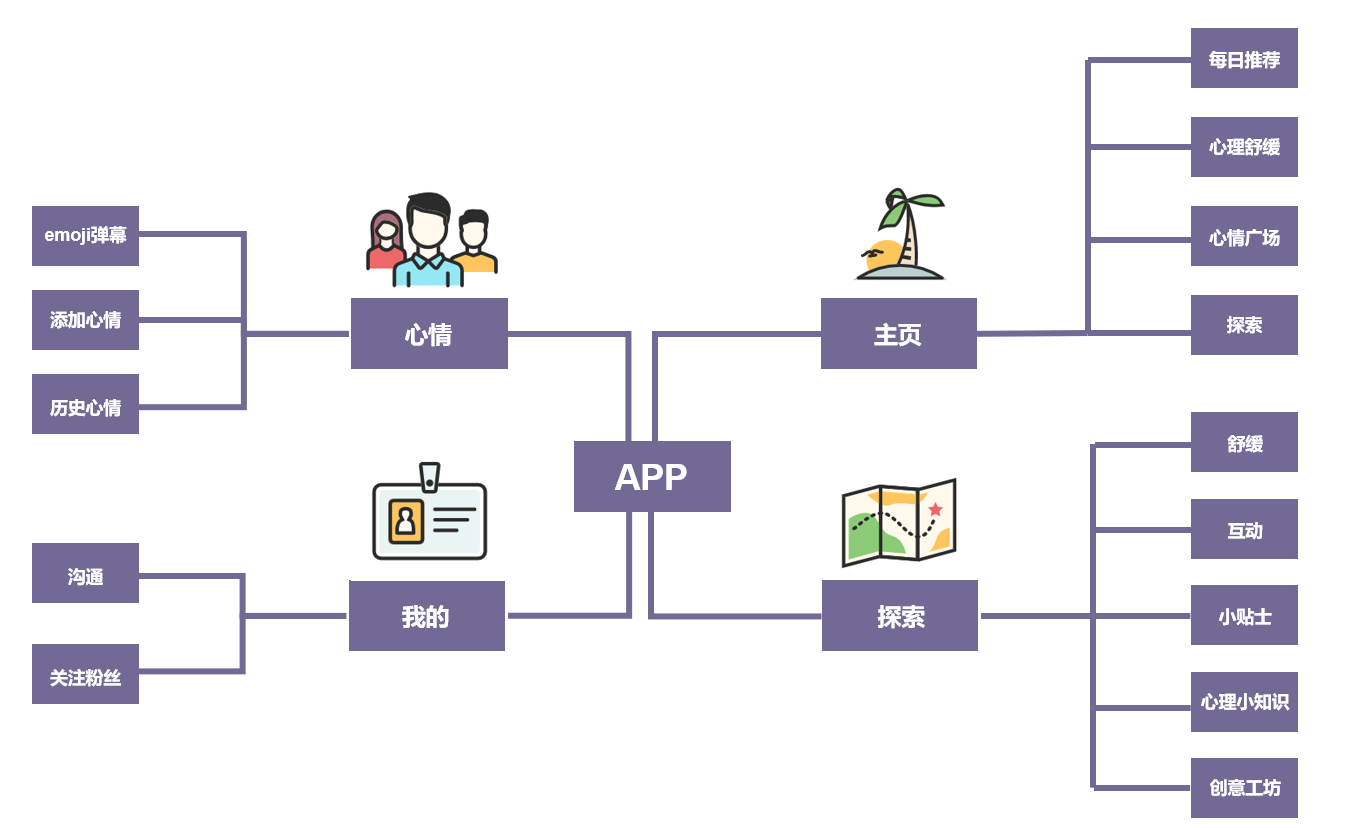 每日推荐
心理舒缓
emoji弹幕
心情广场
添加心情
心情
主页
探索
历史心情
舒缓
APP
互动
沟通
我的
探索
小贴士
关注粉丝
心理小知识
创意工坊